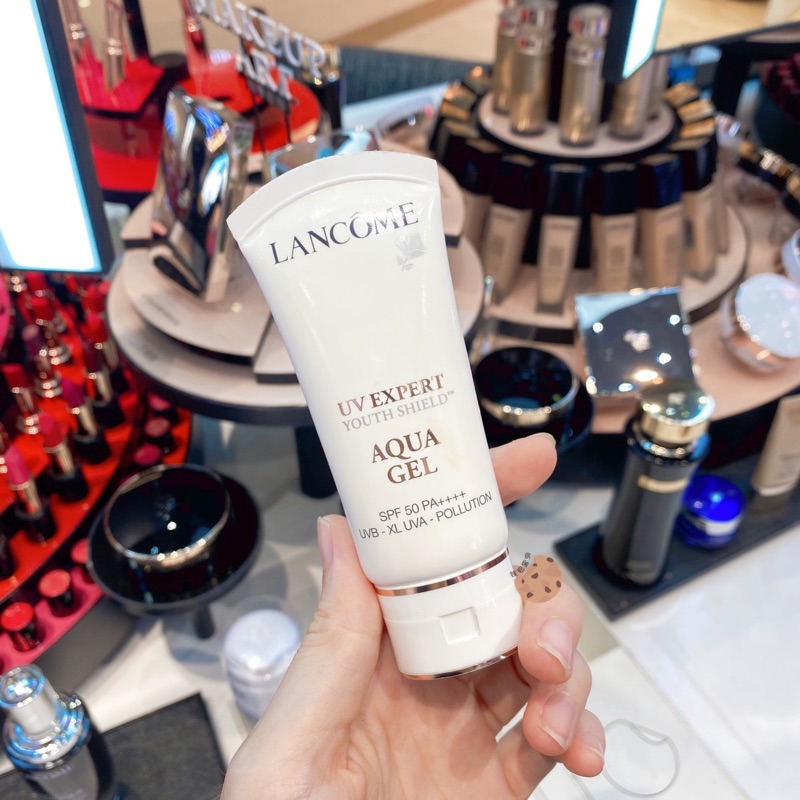 MAKEUP
ART
LANCÔME
UV EXPERT
YOUTH SHIELD™
AQUA
GEL
SPF 50 PA++++
UVB - XL UVA - POLLUTION